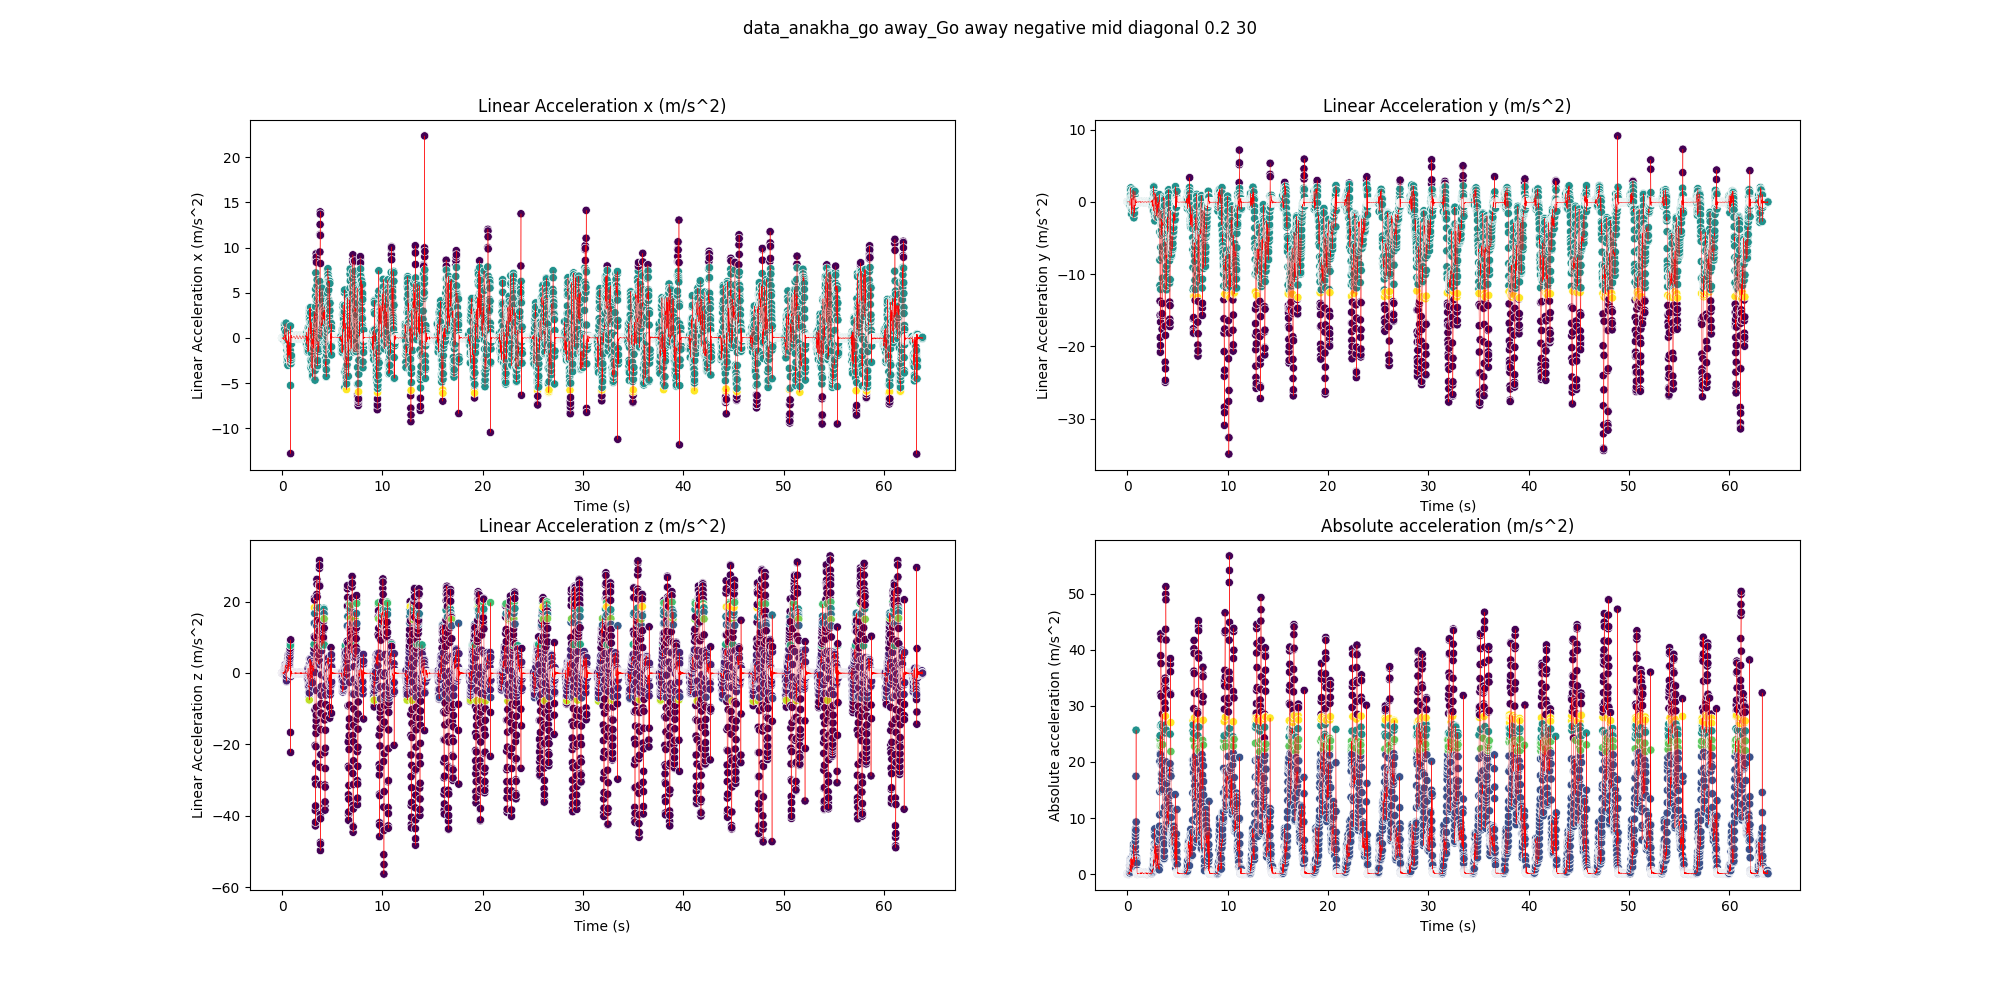 data_anakha_go away_Go away negative mid diagonal 0.2 30
Linear Acceleration x (m/s^2)
Linear Acceleration x (m/s^2)
20
15
10
5
0
−5
−10
0 10 20 30 40 50 60
Time (s)
Linear Acceleration y (m/s^2)
Linear Acceleration y (m/s^2)
10
0
−10
−20
−30
0 10 20 30 40 50 60
Time (s)
Linear Acceleration z (m/s^2)
Linear Acceleration z (m/s^2)
20
0
−20
−40
−60
0 10 20 30 40 50 60
Time (s)
Absolute acceleration (m/s^2)
Absolute acceleration (m/s^2)
50
40
30
20
10
0
0 10 20 30 40 50 60
Time (s)